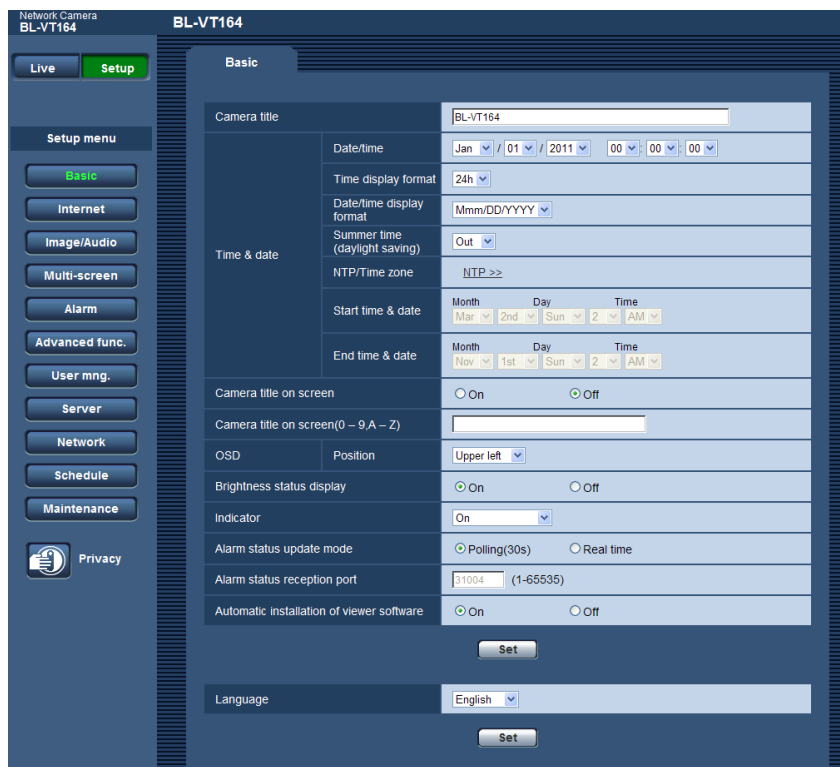 Network Camera
BL-VT164
BL-VT164
Live
Setup
Setup menu
Basic
Internet
Image/Audio
Multi-screen
Alarm
Advanced func.
User mng.
Server
Network
Schedule
Maintenance
Privacy
Basic
Camera title
BL-VT164
Time & date
Date/time
Jan / 01 / 2011 00 : 00 : 00
Time display format
24h
Date/time display
format
Mmm/DD/YYYY
Summer time
(daylight saving)
Out
NTP/Time zone
NTP >>
Start time & date
Month Day Time
Mar 2nd Sun 2 AM
End time & date
Month Day Time
Nov 1st Sun 2 AM
Camera title on screen
On Off
Camera title on screen(0 – 9,A – Z)
OSD
Position
Upper left
Brightness status display
On Off
Indicator
On
Alarm status update mode
Polling(30s) Real time
Alarm status reception port
31004 (1-65535)
Automatic installation of viewer software
On Off
Set
Language
English
Set